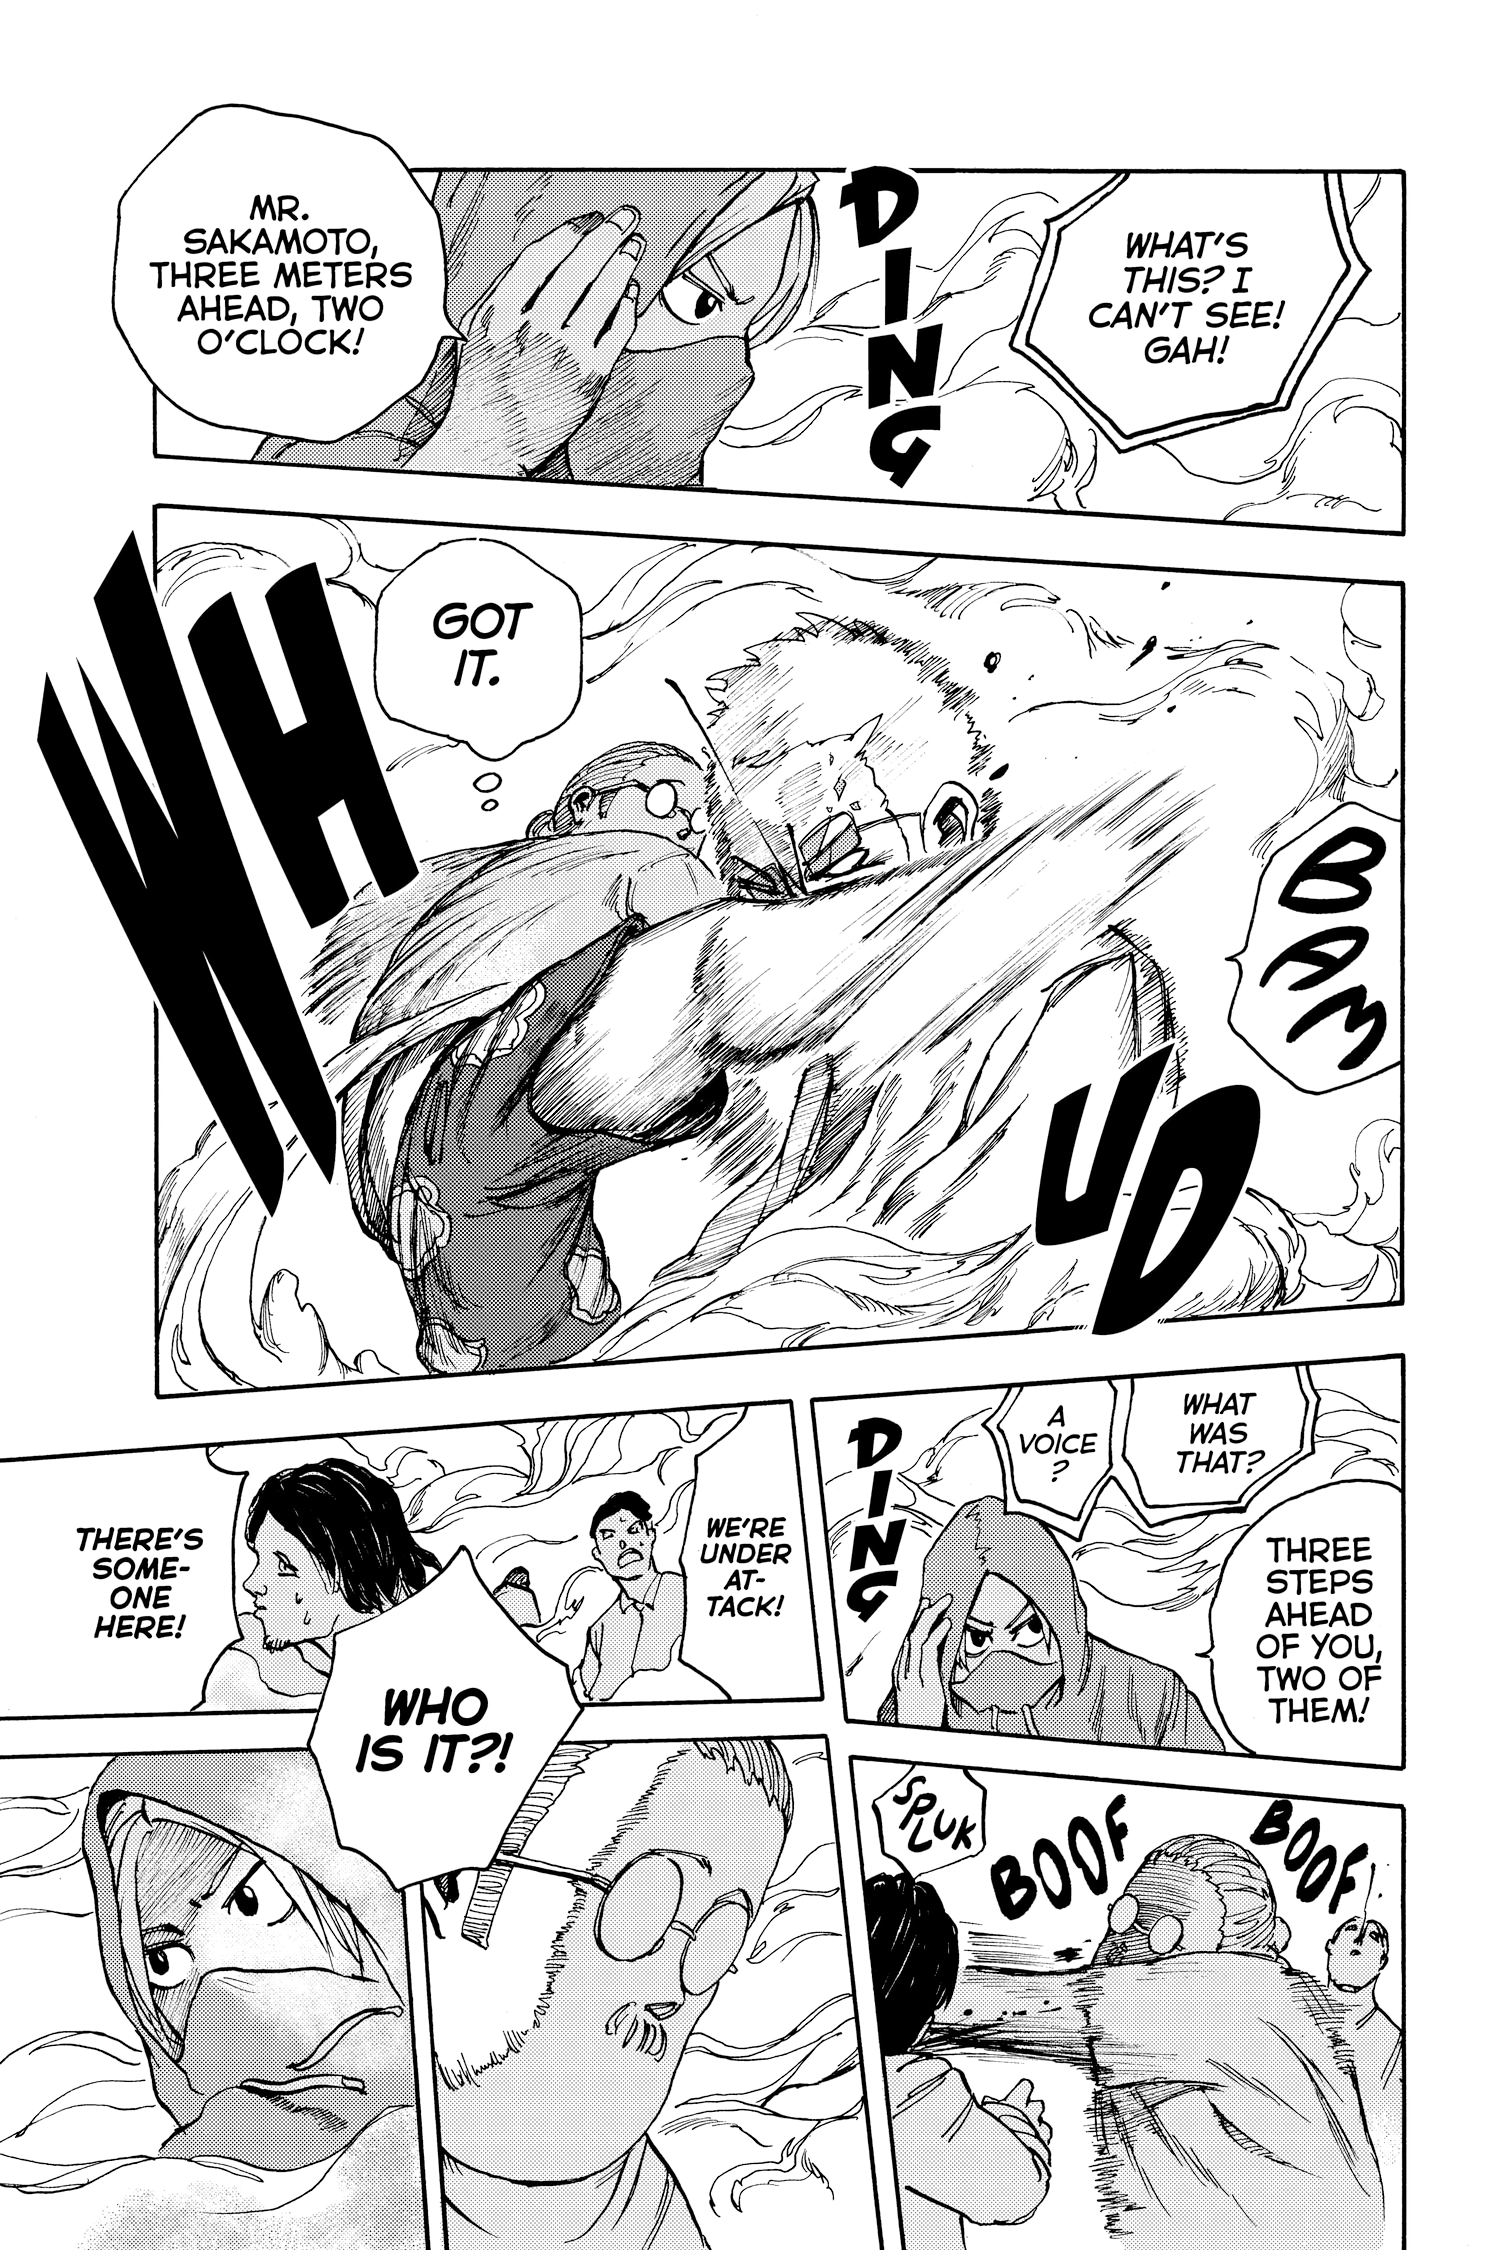 WHAT'S
THIS? I
CAN'T SEE!
GAH!
DING
MR.
SAKAMOTO,
THREE METERS
AHEAD, TWO
O'CLOCK!
BAM
GOT
IT.
WHUD
WHAT
WAS
THAT?
A
VOICE
?
DING
THREE
STEPS
AHEAD
OF YOU,
TWO OF
THEM!
WE'RE
UNDER
AT-
TACK!
THERE'S
SOME-
ONE
HERE!
BOOF
BOOF
SPLUK
WHO
IS IT?!